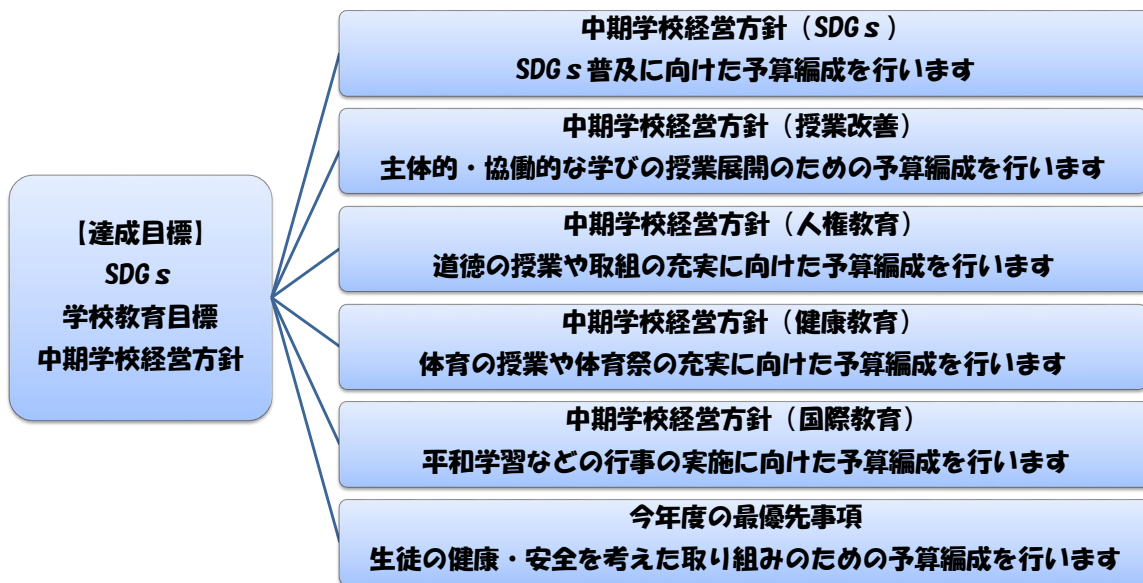 【達成目標】
SDGｓ
学校教育目標
中期学校経営方針
中期学校経営方針（SDGｓ）
SDGｓ普及に向けた予算編成を行います
中期学校経営方針（授業改善）
主体的・協働的な学びの授業展開のための予算編成を行います
中期学校経営方針（人権教育）
道徳の授業や取組の充実に向けた予算編成を行います
中期学校経営方針（健康教育）
体育の授業や体育祭の充実に向けた予算編成を行います
中期学校経営方針（国際教育）
平和学習などの行事の実施に向けた予算編成を行います
今年度の最優先事項
生徒の健康・安全を考えた取り組みのための予算編成を行います